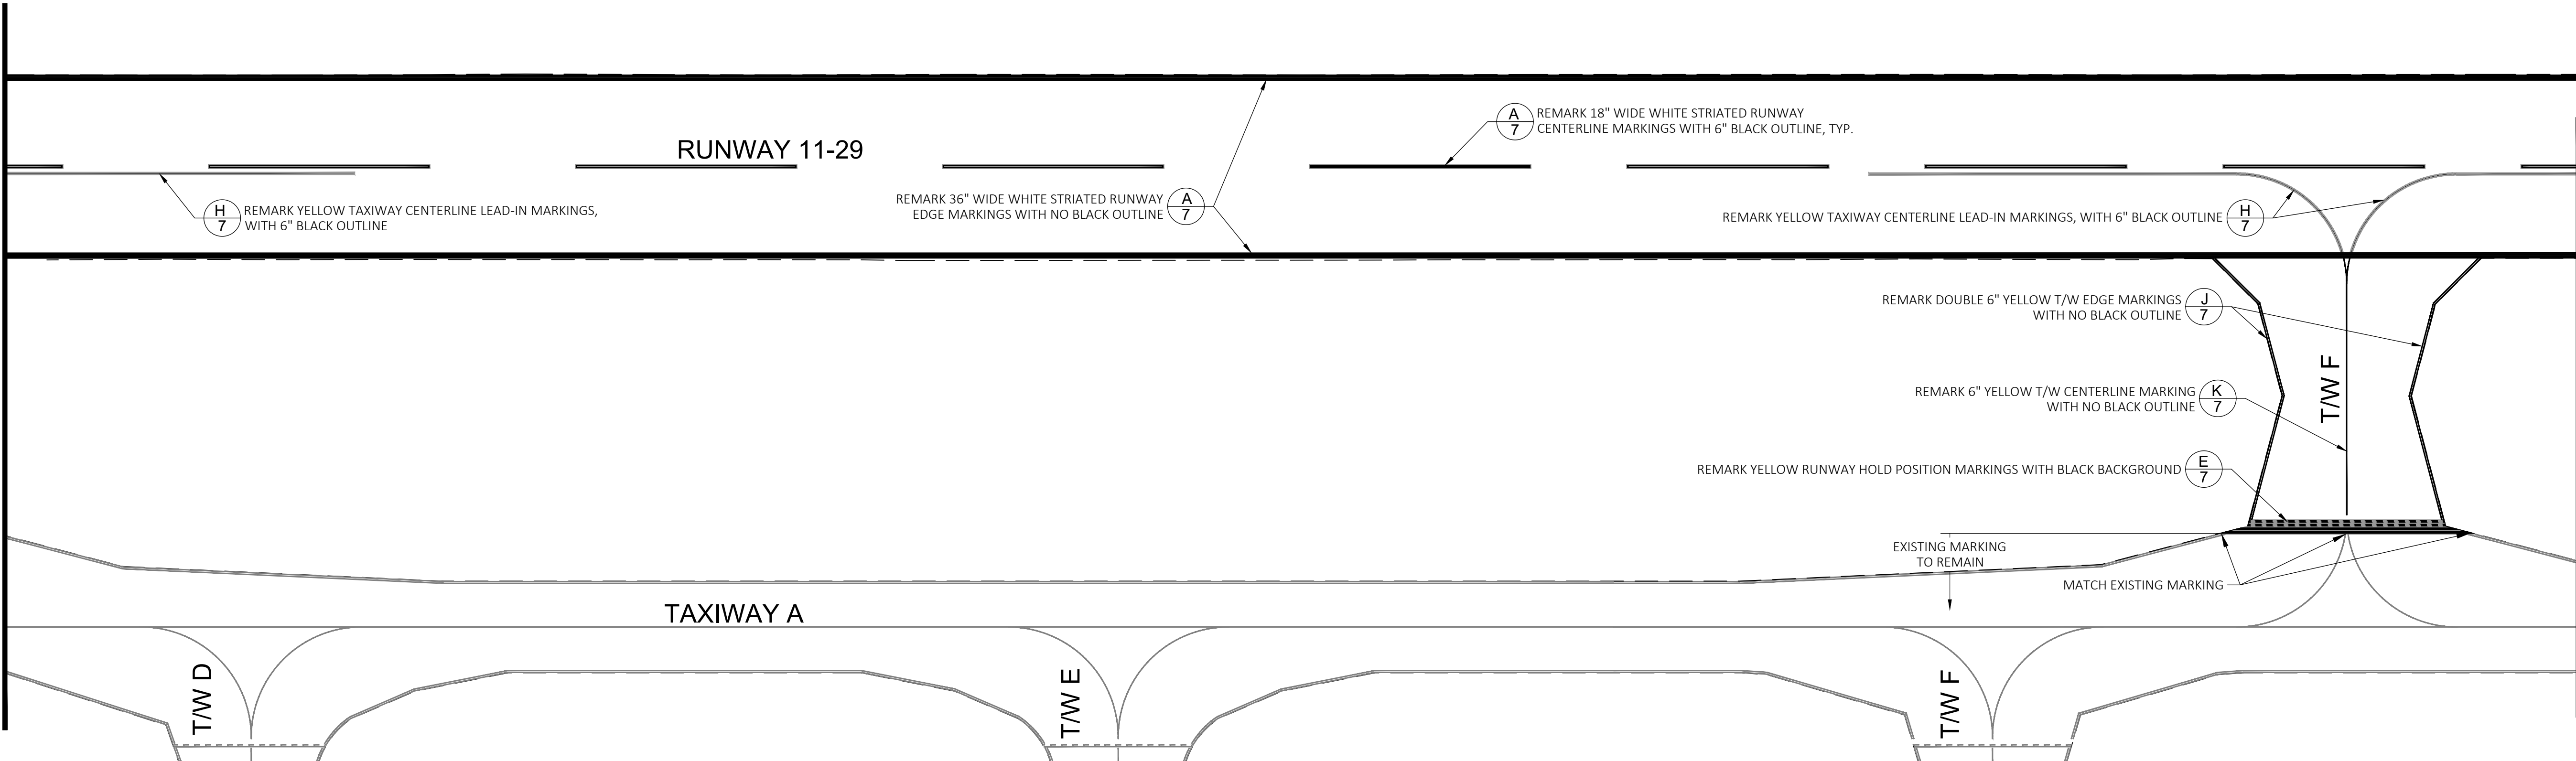 A
7
REMARK 18" WIDE WHITE STRIATED RUNWAY
CENTERLINE MARKINGS WITH 6" BLACK OUTLINE, TYP.
RUNWAY 11-29
H
7
REMARK YELLOW TAXIWAY CENTERLINE LEAD-IN MARKINGS,
WITH 6" BLACK OUTLINE
REMARK 36" WIDE WHITE STRIATED RUNWAY
EDGE MARKINGS WITH NO BLACK OUTLINE
A
7
REMARK YELLOW TAXIWAY CENTERLINE LEAD-IN MARKINGS, WITH 6" BLACK OUTLINE
H
7
REMARK DOUBLE 6" YELLOW T/W EDGE MARKINGS
WITH NO BLACK OUTLINE
J
7
T/W F
REMARK 6" YELLOW T/W CENTERLINE MARKING
WITH NO BLACK OUTLINE
K
7
REMARK YELLOW RUNWAY HOLD POSITION MARKINGS WITH BLACK BACKGROUND
E
7
EXISTING MARKING
TO REMAIN
MATCH EXISTING MARKING
TAXIWAY A
T/W D
T/W E
T/W F